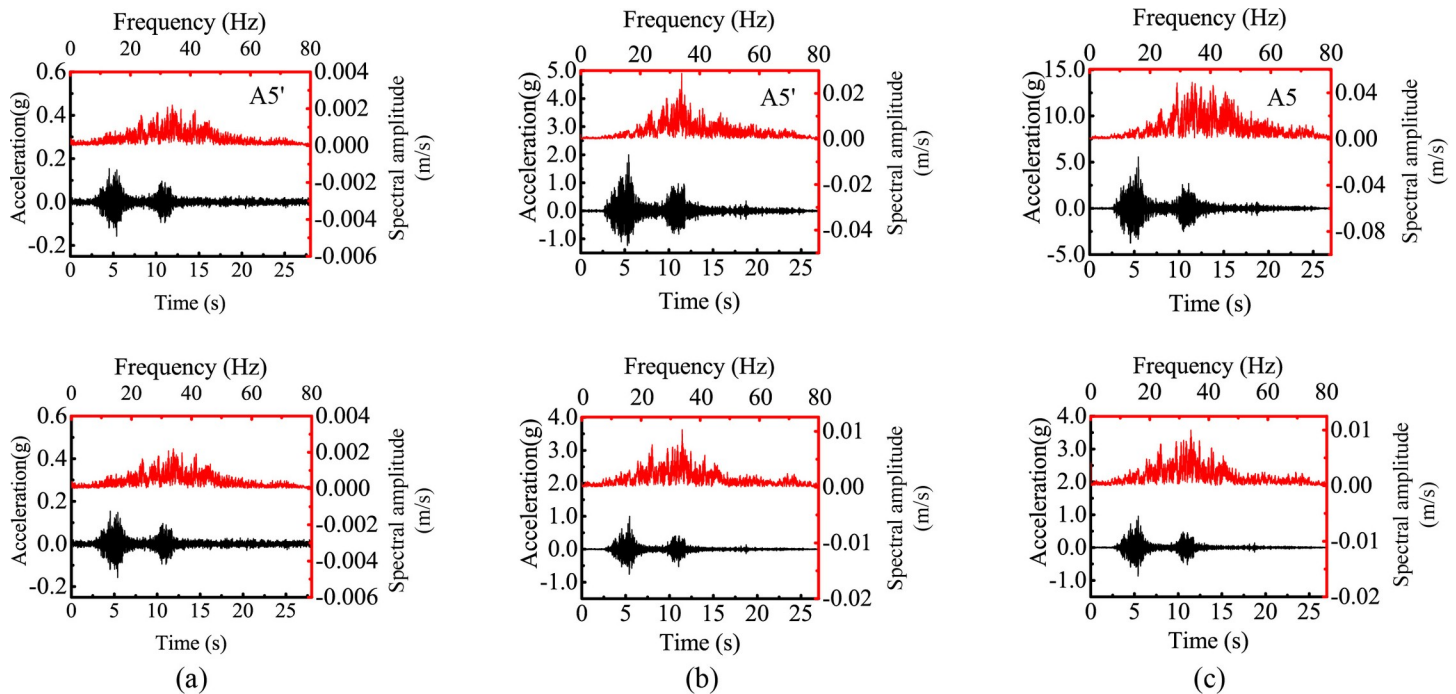 Frequency (Hz)
0 20 40 60 80
0.6 0.4 0.2 0.0 -0.2
Acceleration(g)
A5'
0.004 0.002 0.000 -0.002 -0.004 -0.006
Spectral amplitude
(m/s)
0 5 10 15 20 25
Time (s)
Frequency (Hz)
0 20 40 60 80
5.0 4.0 3.0 2.0 1.0 0.0 -1.0
Acceleration(g)
A5'
0.02 0.00 -0.02 -0.04
Spectral amplitude
(m/s)
0 5 10 15 20 25
Time (s)
Frequency (Hz)
0 20 40 60 80
15.0 10.0 5.0 0.0 -5.0
Acceleration(g)
A5
0.04 0.00 -0.04 -0.08
Spectral amplitude
(m/s)
0 5 10 15 20 25
Time (s)
Frequency (Hz)
0 20 40 60 80
0.6 0.4 0.2 0.0 -0.2
Acceleration(g)
0.004 0.002 0.000 -0.002 -0.004 -0.006
Spectral amplitude
(m/s)
0 5 10 15 20 25
Time (s)
(a)
Frequency (Hz)
0 20 40 60 80
4.0 3.0 2.0 1.0 0.0 -1.0
Acceleration(g)
0.01 0.00 -0.01 -0.02
Spectral amplitude
(m/s)
0 5 10 15 20 25
Time (s)
(b)
Frequency (Hz)
0 20 40 60 80
4.0 3.0 2.0 1.0 0.0 -1.0
Acceleration(g)
0.01 0.00 -0.01 -0.02
Spectral amplitude
(m/s)
0 5 10 15 20 25
Time (s)
(c)